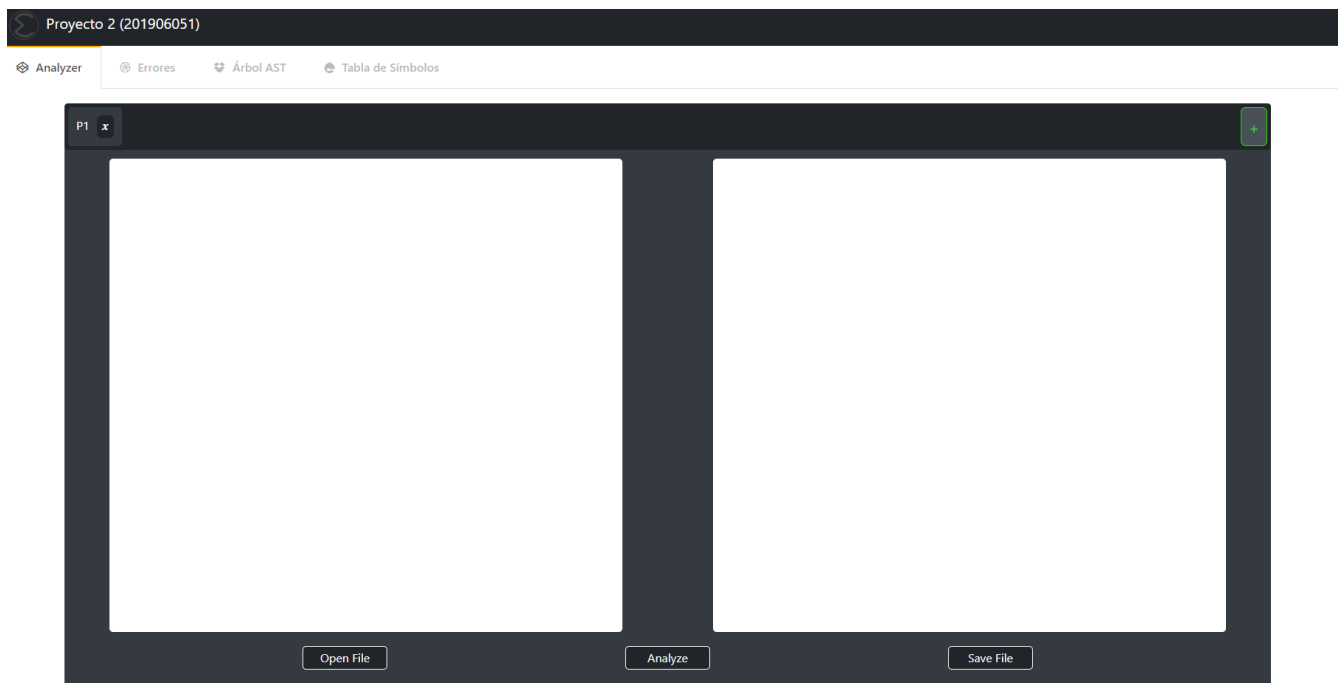 Proyecto 2 (201906051)
Analyzer Errores Árbol AST Tabla de Símbolos
P1 x +
Open File Analyze Save File